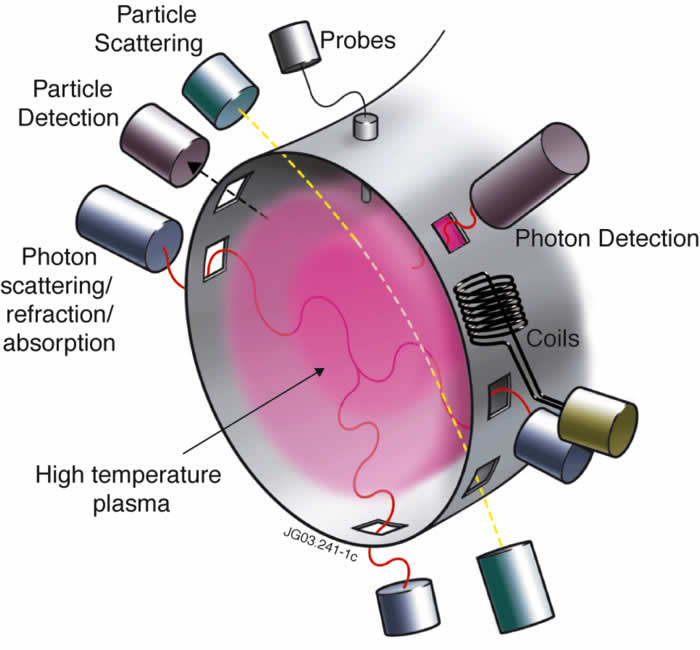 Particle
Scattering
Probes
Particle
Detection
Photon Detection
Photon
scattering/
refraction/
absorption
Coils
High temperature
plasma
JG03.241-1c